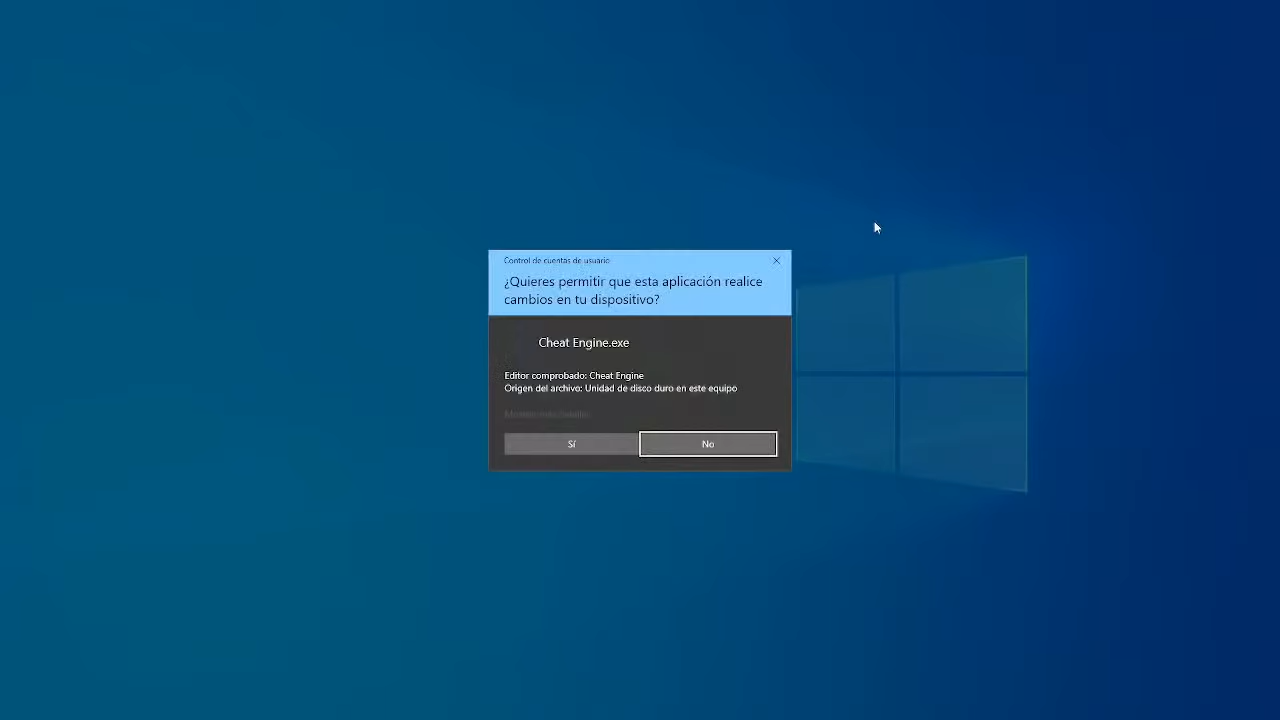 Control de cuentas de usuario
¿Quieres permitir que esta aplicación realice
cambios en tu dispositivo?
Cheat Engine.exe
Editor comprobado: Cheat Engine
Origen del archivo: Unidad de disco duro en este equipo
Sí
No